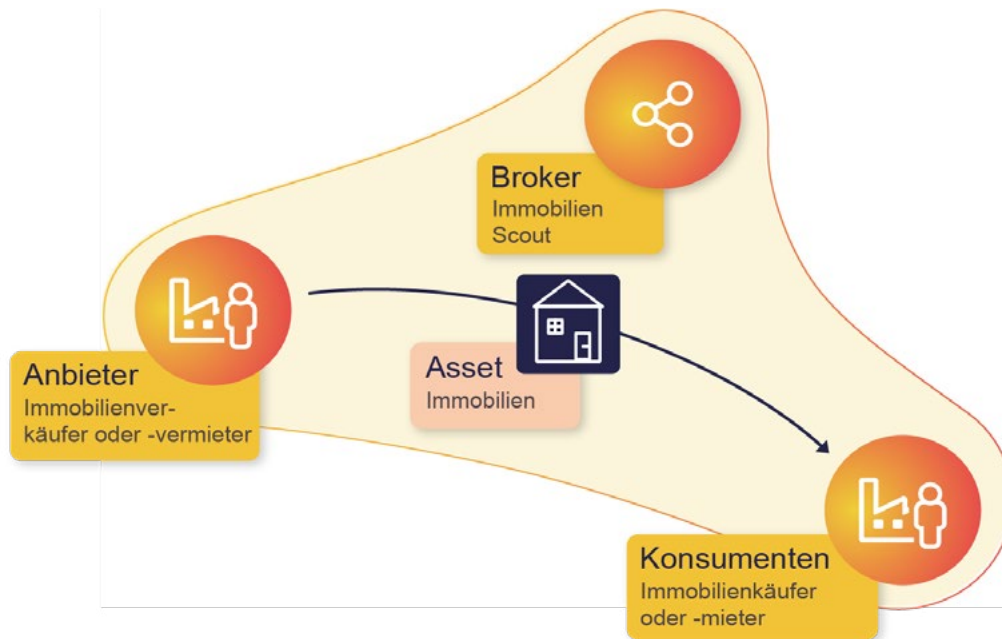 Broker
Immobilien
Scout
Anbieter
Immobilienver-
käufer oder -vermieter
Asset
Immobilien
Konsumenten
Immobilienkäufer
oder -mieter